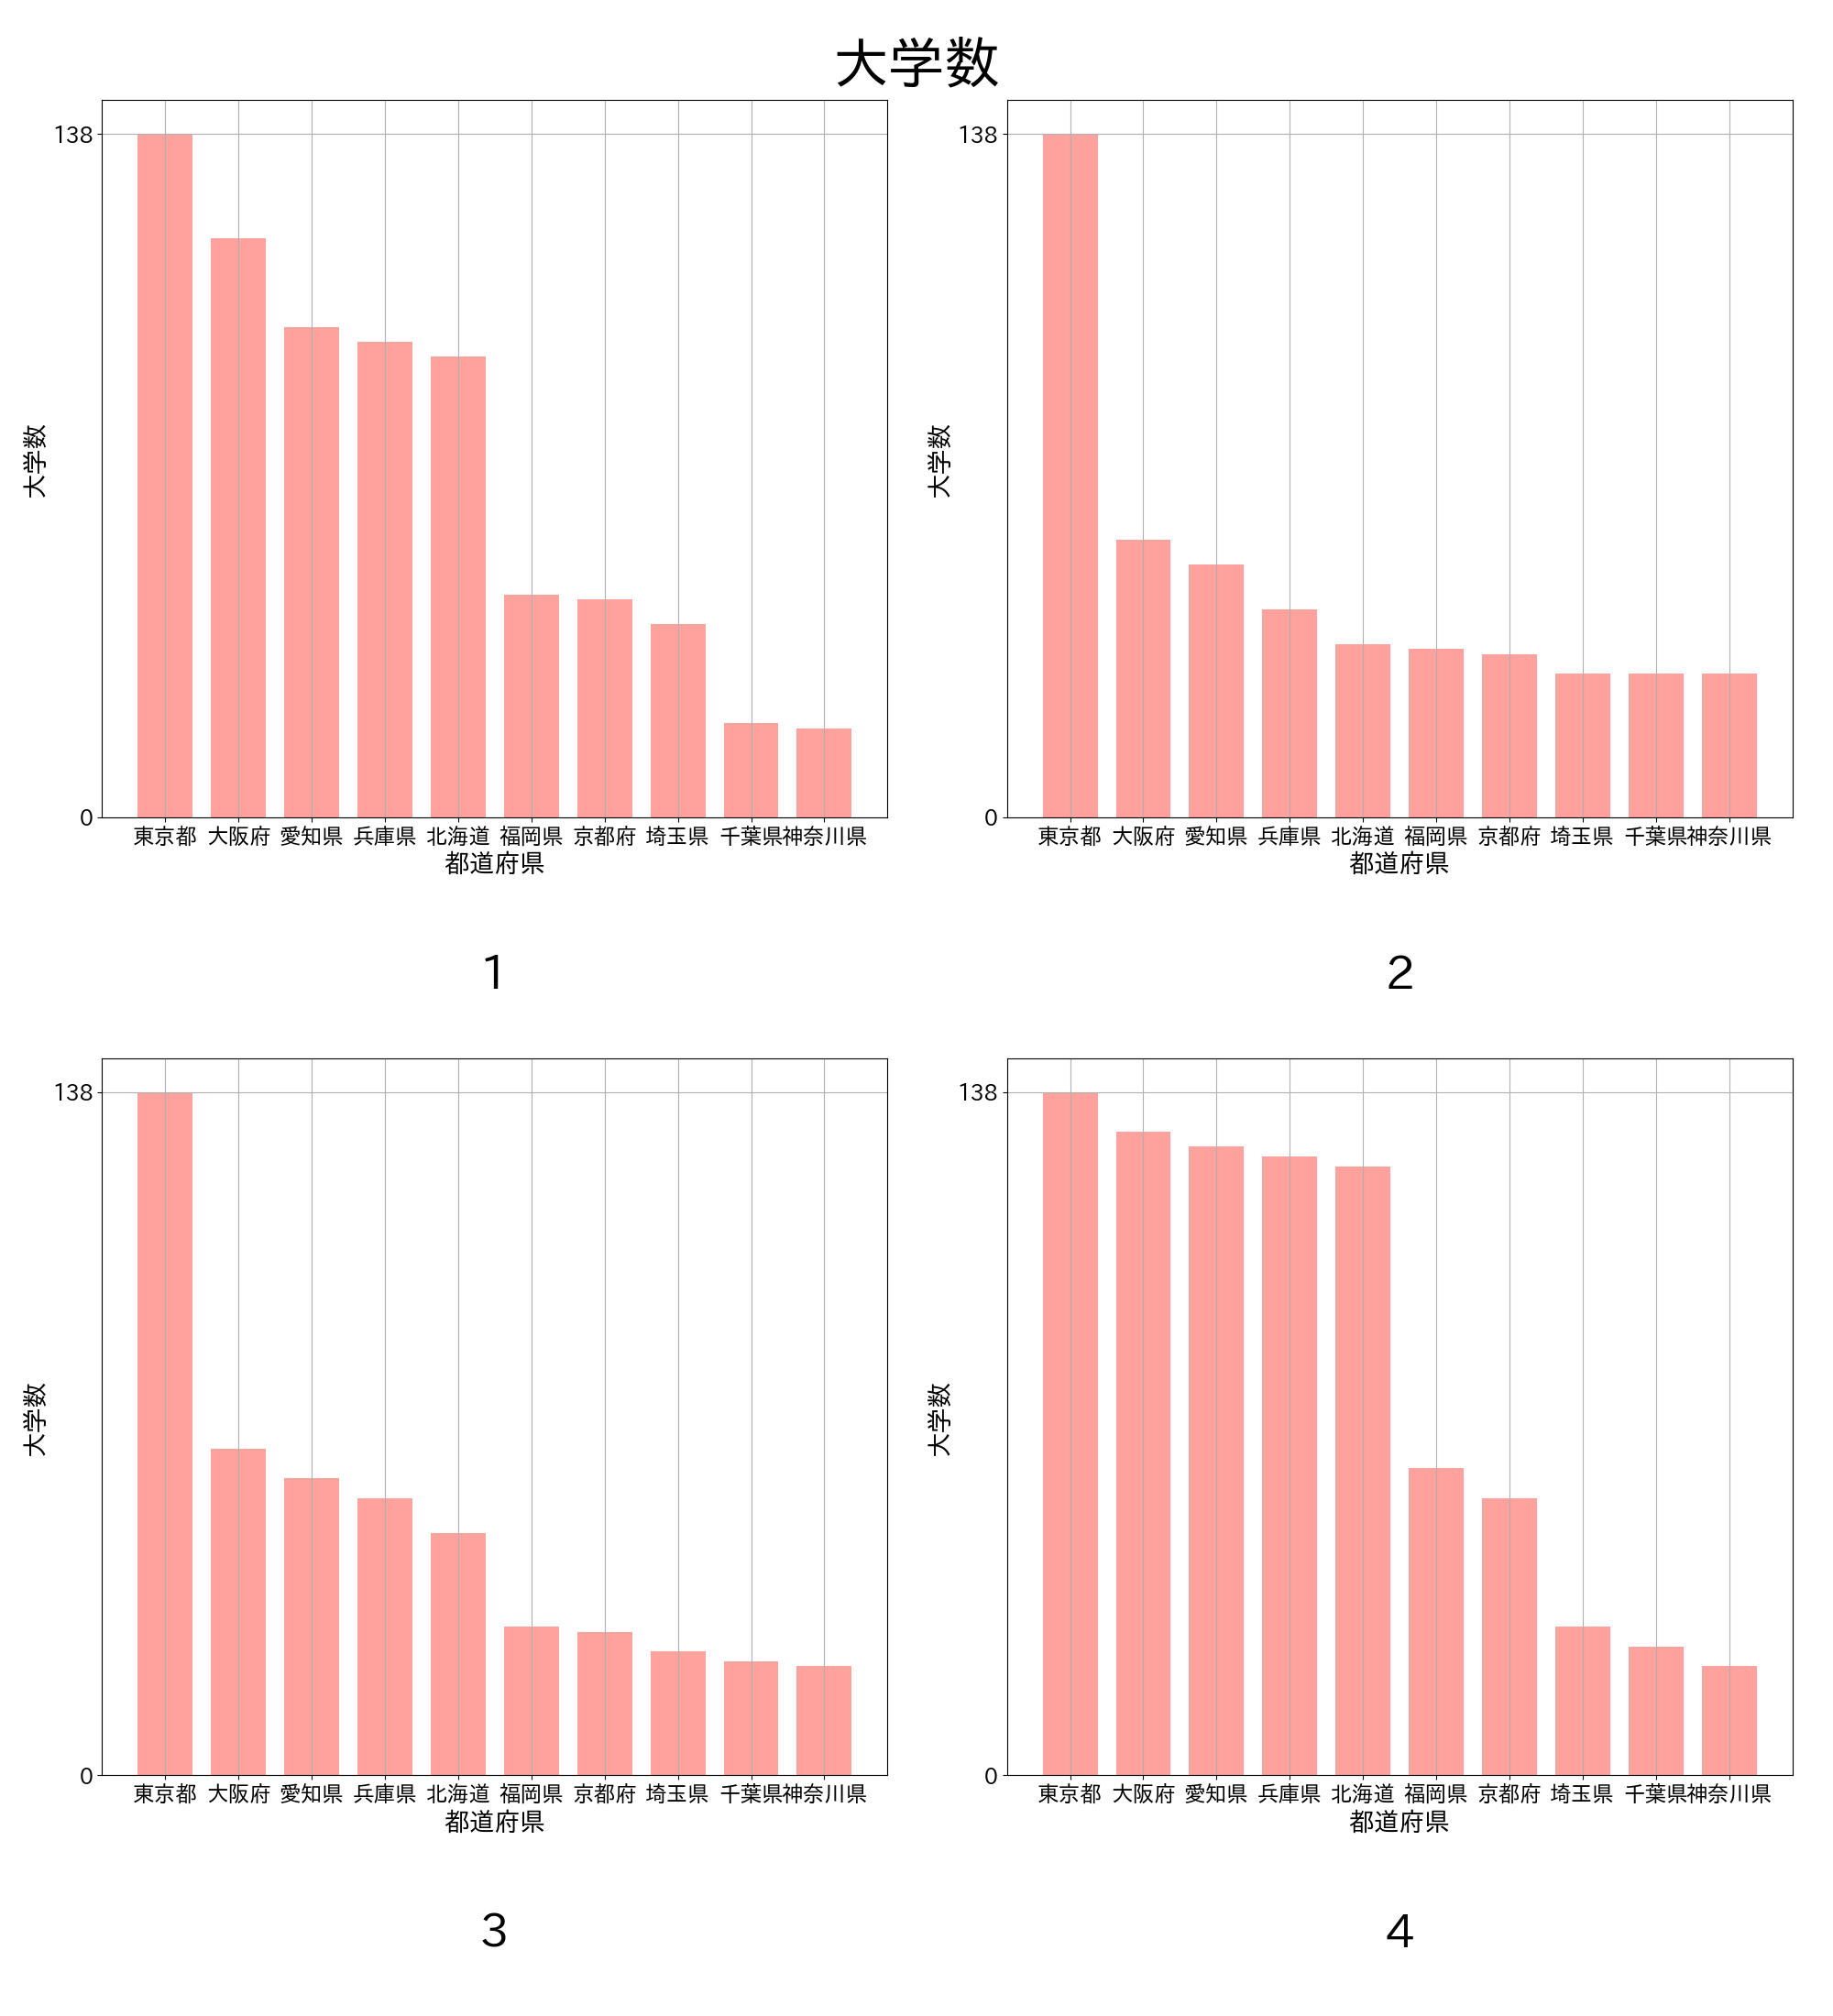 大学数
138
0
大学数
東京都 大阪府 愛知県 兵庫県 北海道 福岡県 京都府 埼玉県 千葉県 神奈川県
都道府県
1
138
0
大学数
東京都 大阪府 愛知県 兵庫県 北海道 福岡県 京都府 埼玉県 千葉県 神奈川県
都道府県
2
138
0
大学数
東京都 大阪府 愛知県 兵庫県 北海道 福岡県 京都府 埼玉県 千葉県 神奈川県
都道府県
3
138
0
大学数
東京都 大阪府 愛知県 兵庫県 北海道 福岡県 京都府 埼玉県 千葉県 神奈川県
都道府県
4